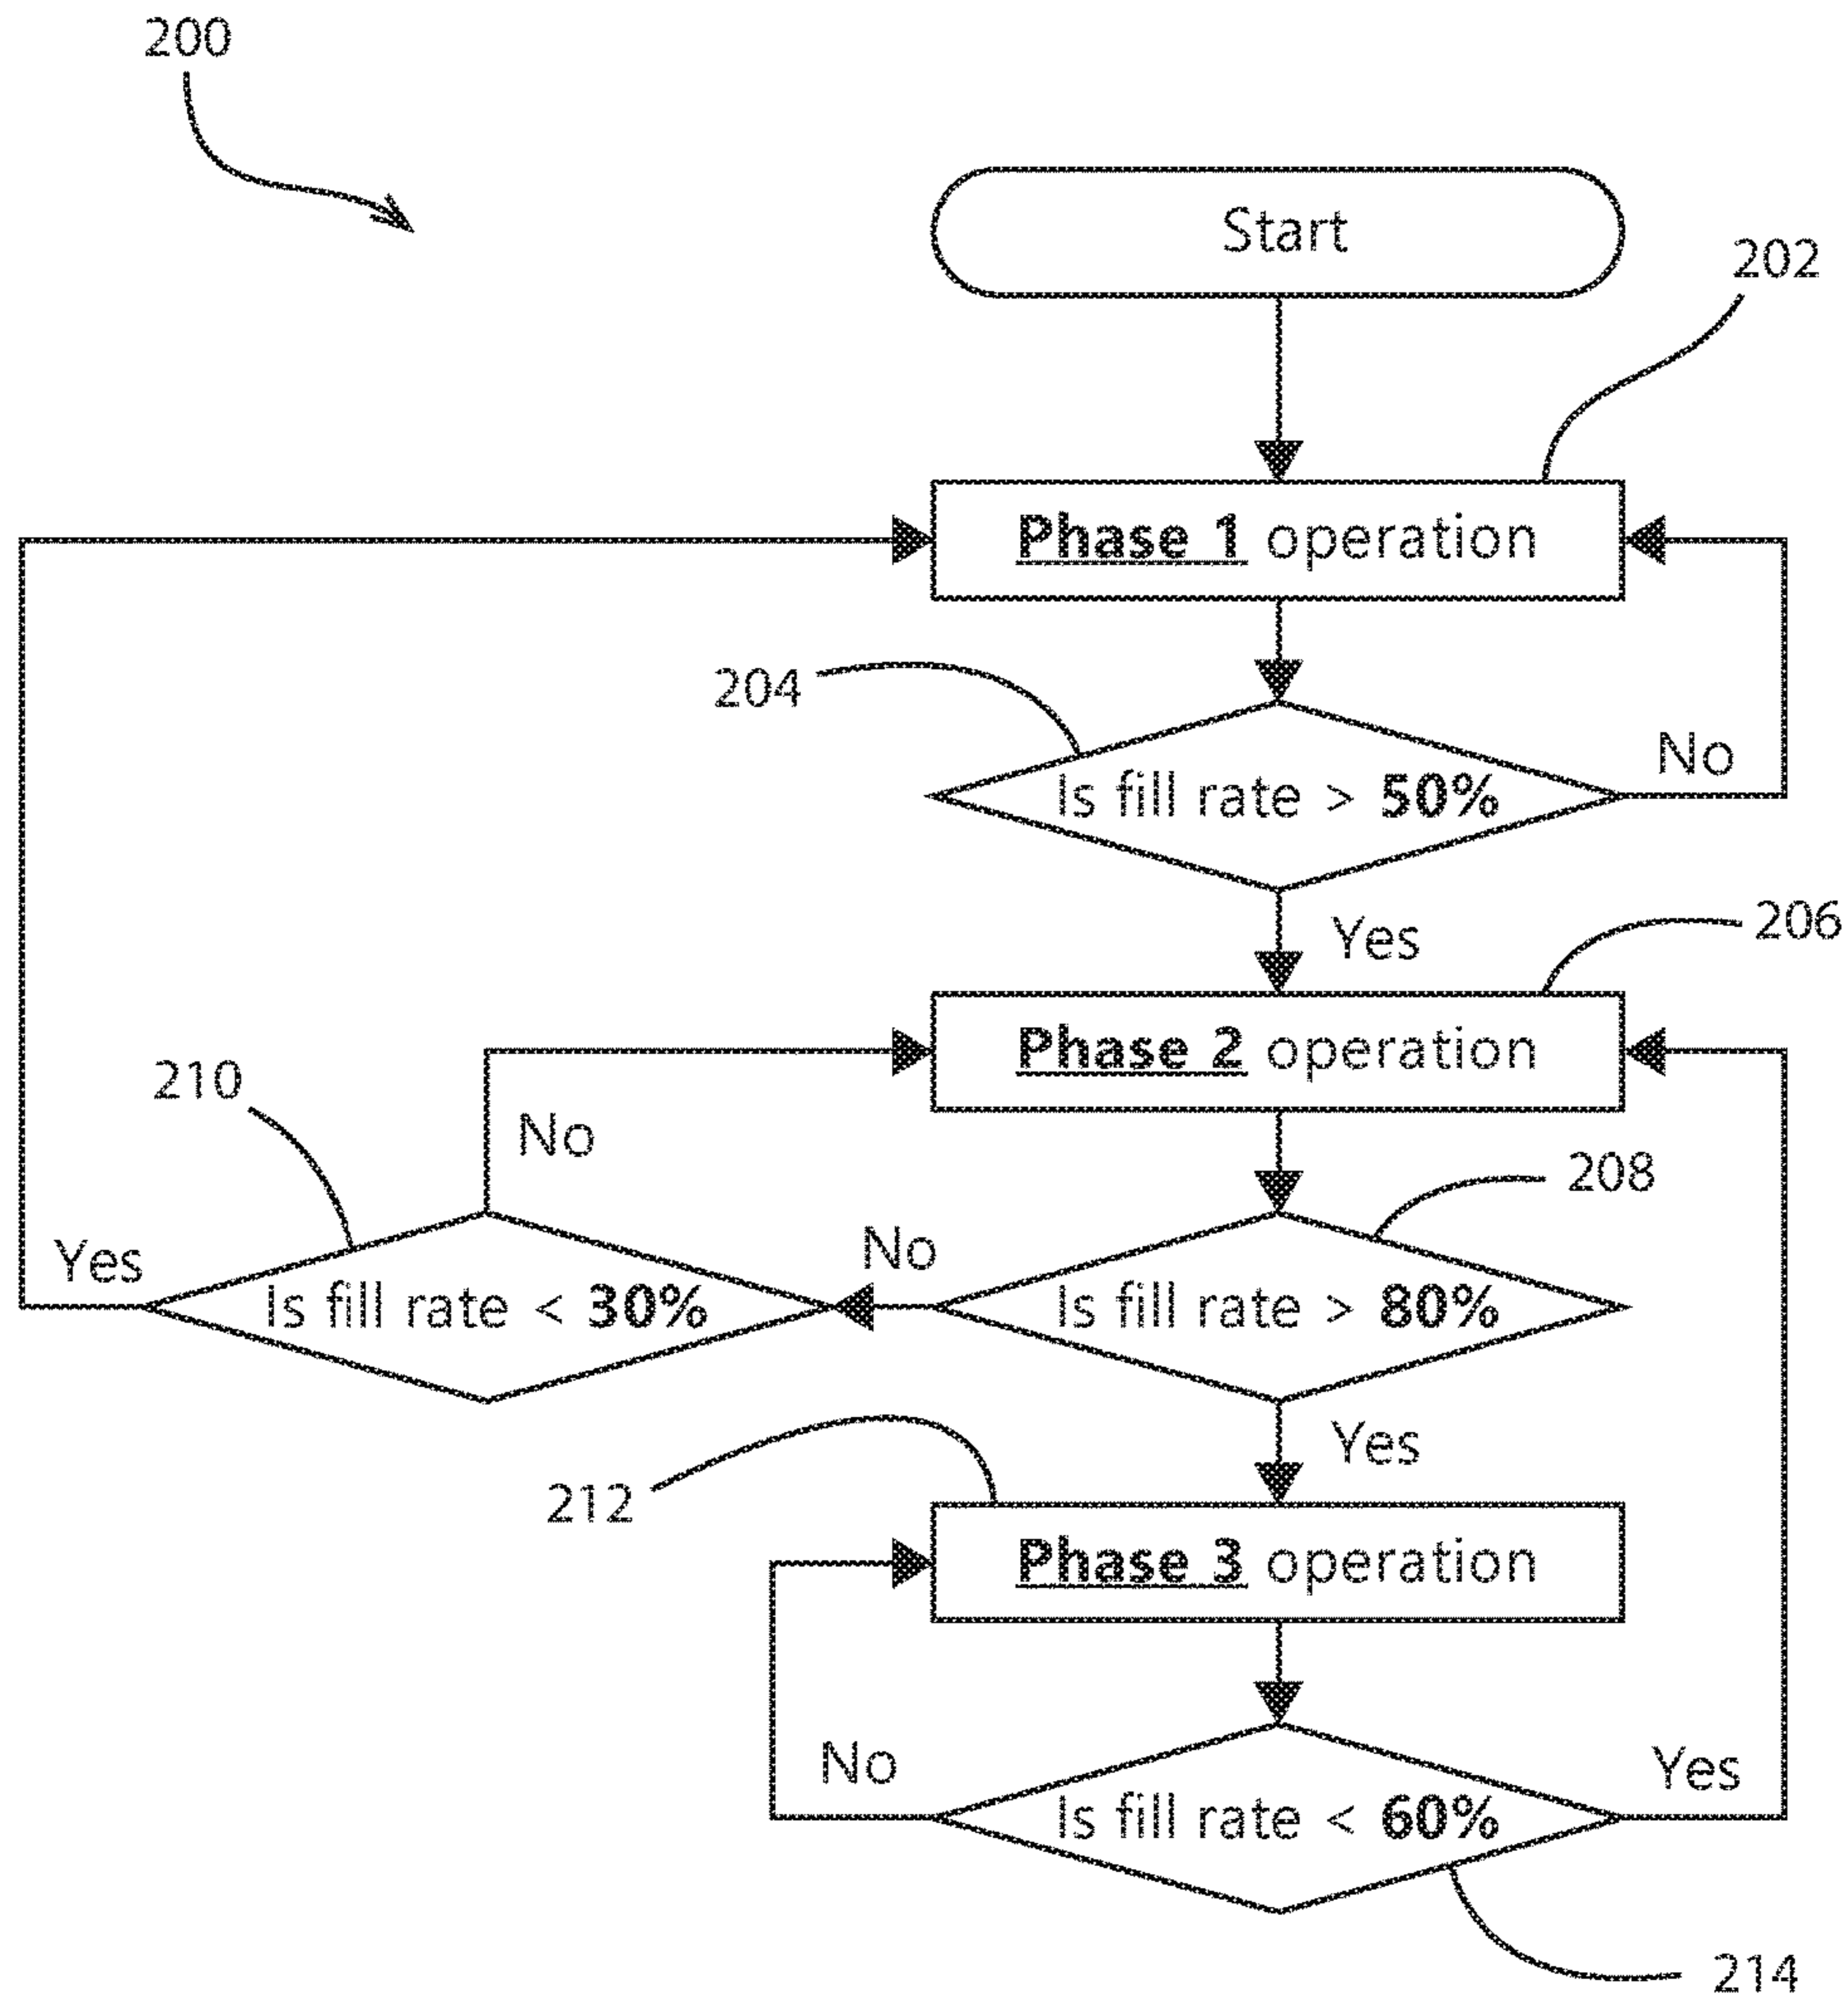 200
Start
202
Phase 1 operation
204
Is fill rate > 50%
No
Yes
206
Phase 2 operation
210
No
208
Yes
Is fill rate < 30%
No
Is fill rate > 80%
Yes
212
Phase 3 operation
No
Is fill rate < 60%
Yes
214